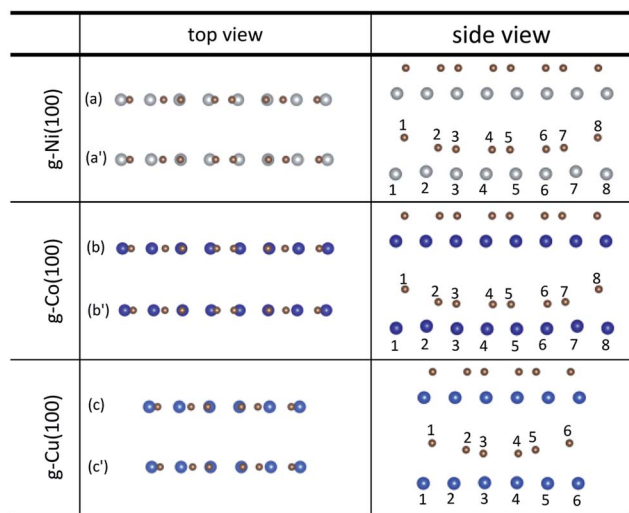 top view side view
g-Ni(100)
(a)
(a')
1 2 3 4 5 6 7 8
1 2 3 4 5 6 7 8
g-Co(100)
(b)
(b')
1 2 3 4 5 6 7 8
1 2 3 4 5 6 7 8
g-Cu(100)
(c)
(c')
1 2 3 4 5 6
1 2 3 4 5 6